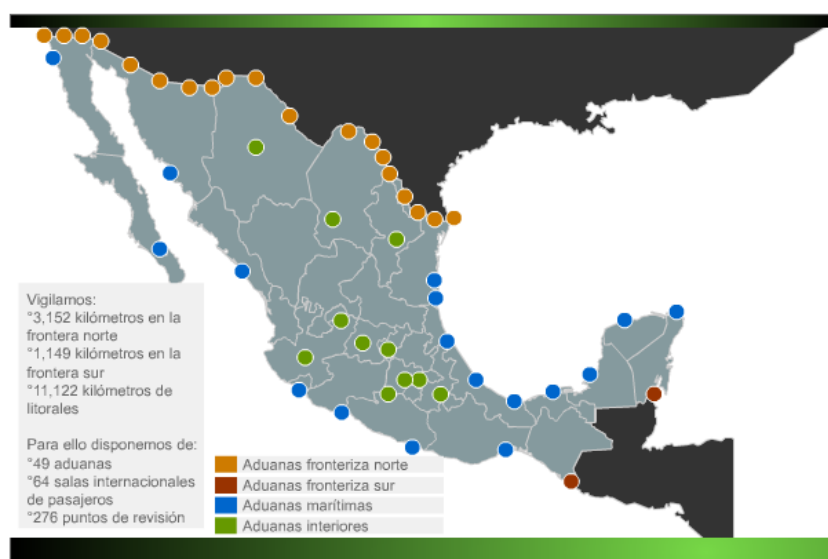 Vigilamos:
°3,152 kilómetros en la
frontera norte
°1,149 kilómetros en la
frontera sur
°11,122 kilómetros de
litorales
Para ello disponemos de:
°49 aduanas
°64 salas internacionales
de pasajeros
°276 puntos de revisión
Aduanas fronteriza norte
Aduanas fronteriza sur
Aduanas marítimas
Aduanas interiores